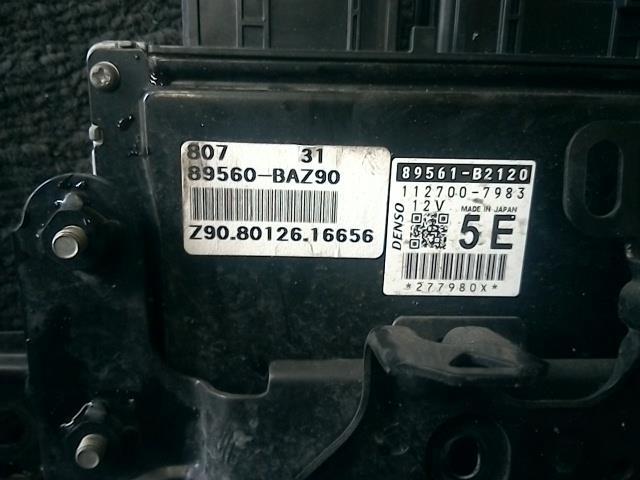 807 31
89560-BAZ90
Z90.80126.16656
89561-B2120
112700-7983
12V MADE IN JAPAN
DENSO
5E
*277980X*